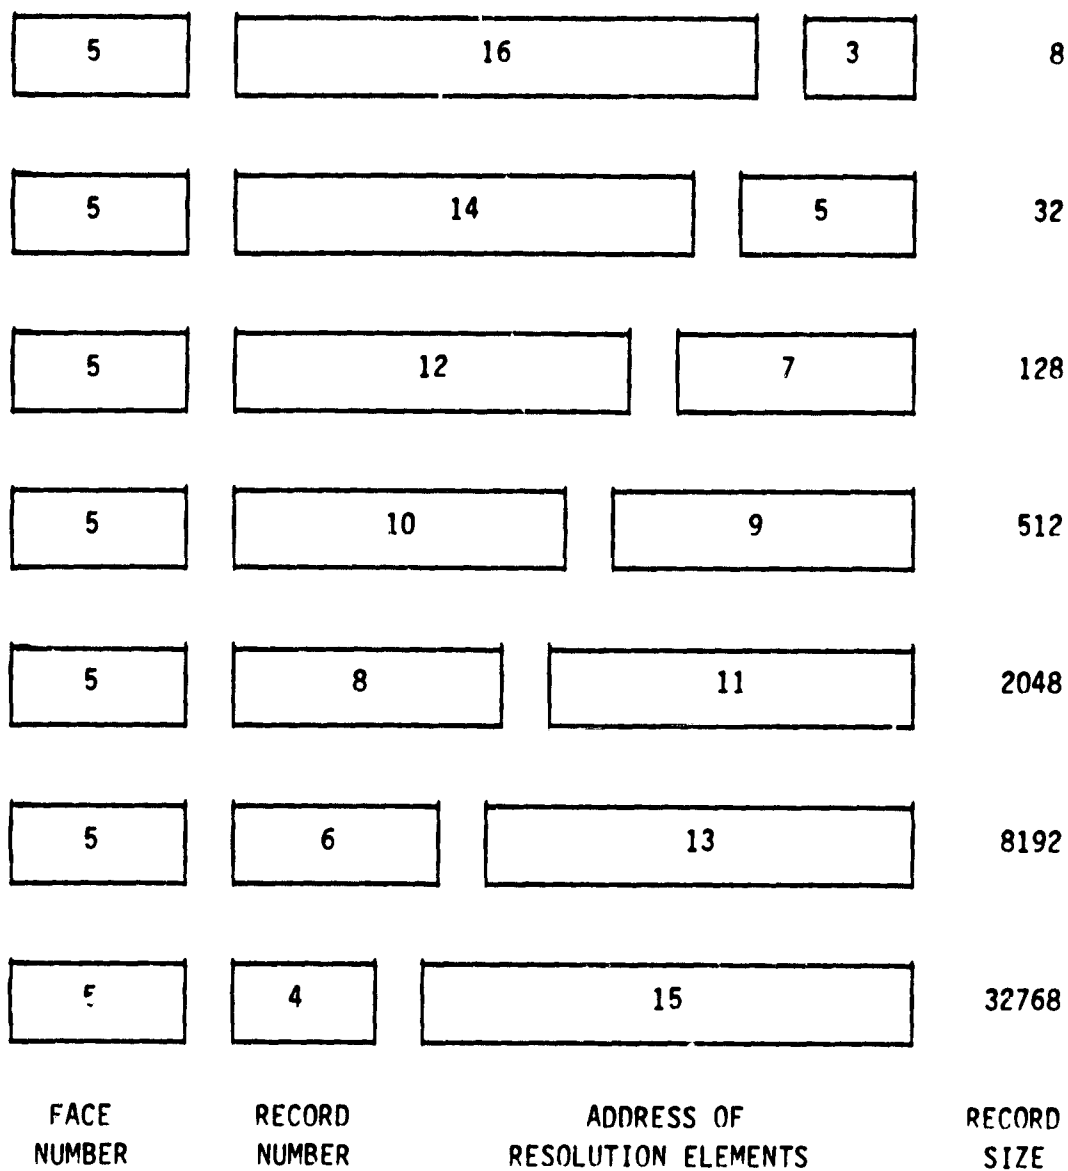 5 16 3 8
5 14 5 32
5 12 7 128
5 10 9 512
5 8 11 2048
5 6 13 8192
5 4 15 32768
FACE RECORD ADDRESS OF RECORD
NUMBER NUMBER RESOLUTION ELEMENTS SIZE